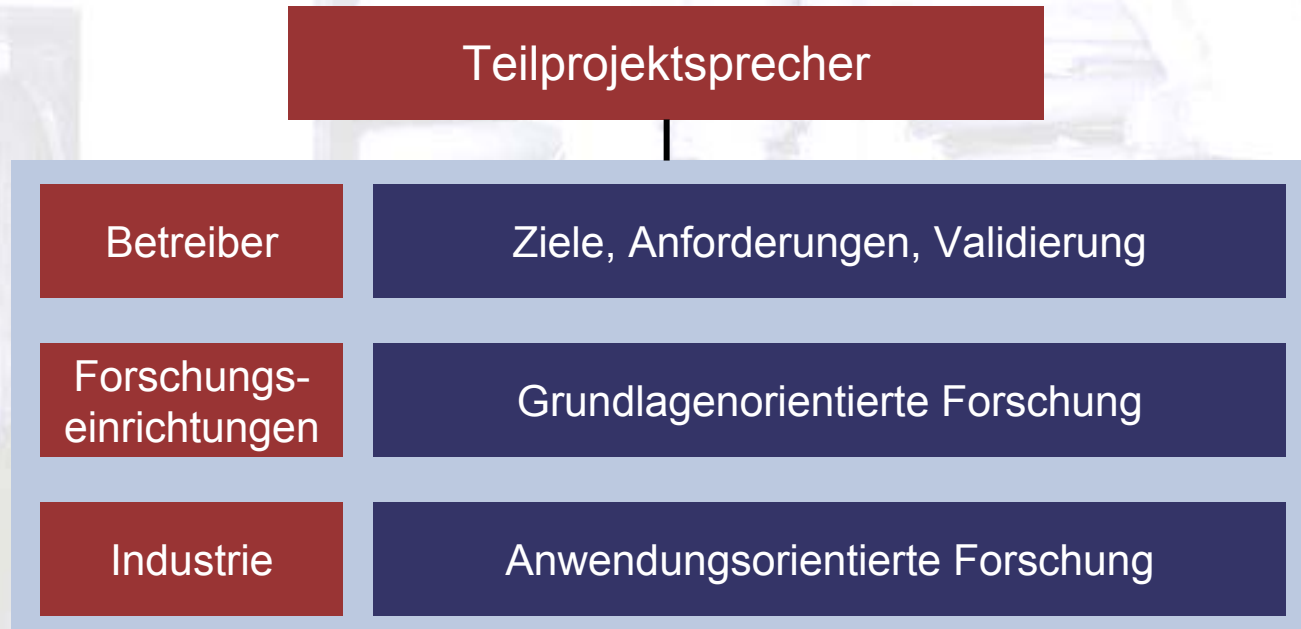 Teilprojektsprecher
Betreiber
Ziele, Anforderungen, Validierung
Forschungs-
einrichtungen
Grundlagenorientierte Forschung
Industrie
Anwendungsorientierte Forschung